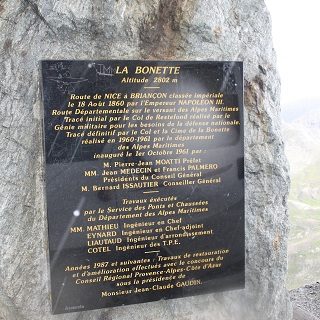 LA BONETTE
Altitude 2802 m
Route de NICE à BRIANÇON classée impériale
le 18 Août 1860 par l'Empereur NAPOLEON III.
Route Départementale sur le versant des Alpes Maritimes
Tracé initial par le Col de Restefond réalisé par le
Génie militaire pour les besoins de la défense nationale.
Tracé définitif par le Col et la Cime de la Bonette
réalisé en 1960-1961 par le département
des Alpes Maritimes
inauguré le 1er Octobre 1961 par :
M. Pierre-Jean MOATTI Préfet
MM. Jean MEDECIN et Francis PALMERO
Présidents du Conseil Général
M. Bernard ISSAUTIER Conseiller Général
Travaux éxécutés
par le Service des Ponts et Chaussées
du Département des Alpes Maritimes
MM. MATHIEU Ingénieur en Chef
EYNARD Ingénieur en Chef-adjoint
LIAUTAUD Ingénieur d'arrondissement
COTEL Ingénieur des T.P.E.
Années 1987 et suivantes : Travaux de restauration
et d'amélioration effectués avec le concours du
Conseil Régional Provence-Alpes-Côte d'Azur
sous la présidence de
Monsieur Jean-Claude GAUDIN.